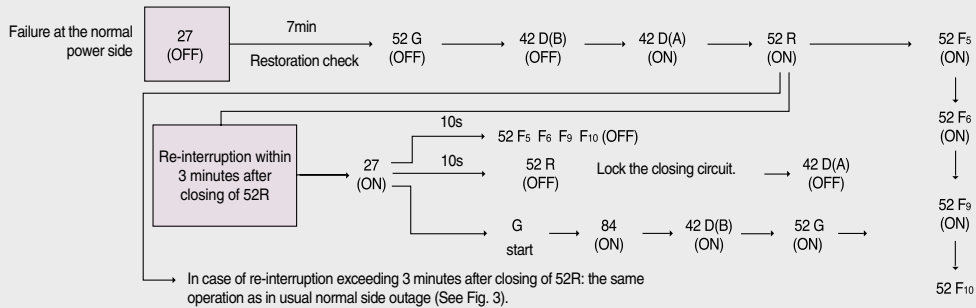 Failure at the normal
power side
27
(OFF)
7min
Restoration check
52 G
(OFF)
42 D(B)
(OFF)
42 D(A)
(ON)
52 R
(ON)
52 F5
(ON)
52 F6
(ON)
52 F9
(ON)
52 F10
Re-interruption within
3 minutes after
closing of 52R
27
(ON)
10s
52 F5 F6 F9 F10 (OFF)
10s
52 R
(OFF)
Lock the closing circuit.
42 D(A)
(OFF)
G
start
84
(ON)
42 D(B)
(ON)
52 G
(ON)
In case of re-interruption exceeding 3 minutes after closing of 52R: the same
operation as in usual normal side outage (See Fig. 3).